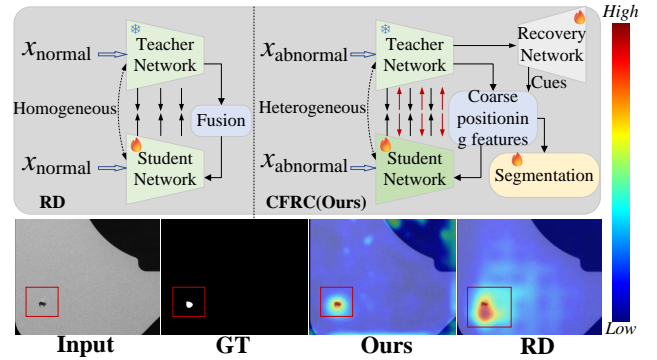 High
x_normal
Teacher
Network
Homogeneous
Fusion
x_normal
Student
Network
RD
x_abnormal
Teacher
Network
Recovery
Network
Cues
Heterogeneous
Coarse
positionin
g features
x_abnormal
Student
Network
Segmentation
CFRC(Ours)
Input
GT
Ours
RD
Low